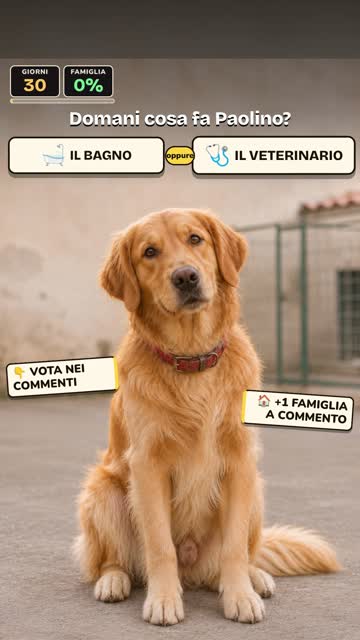 GIORNI
30
FAMIGLIA
0%
Domani cosa fa Paolino?
IL BAGNO
oppure
IL VETERINARIO
VOTA NEI
COMMENTI
+1 FAMIGLIA
A COMMENTO